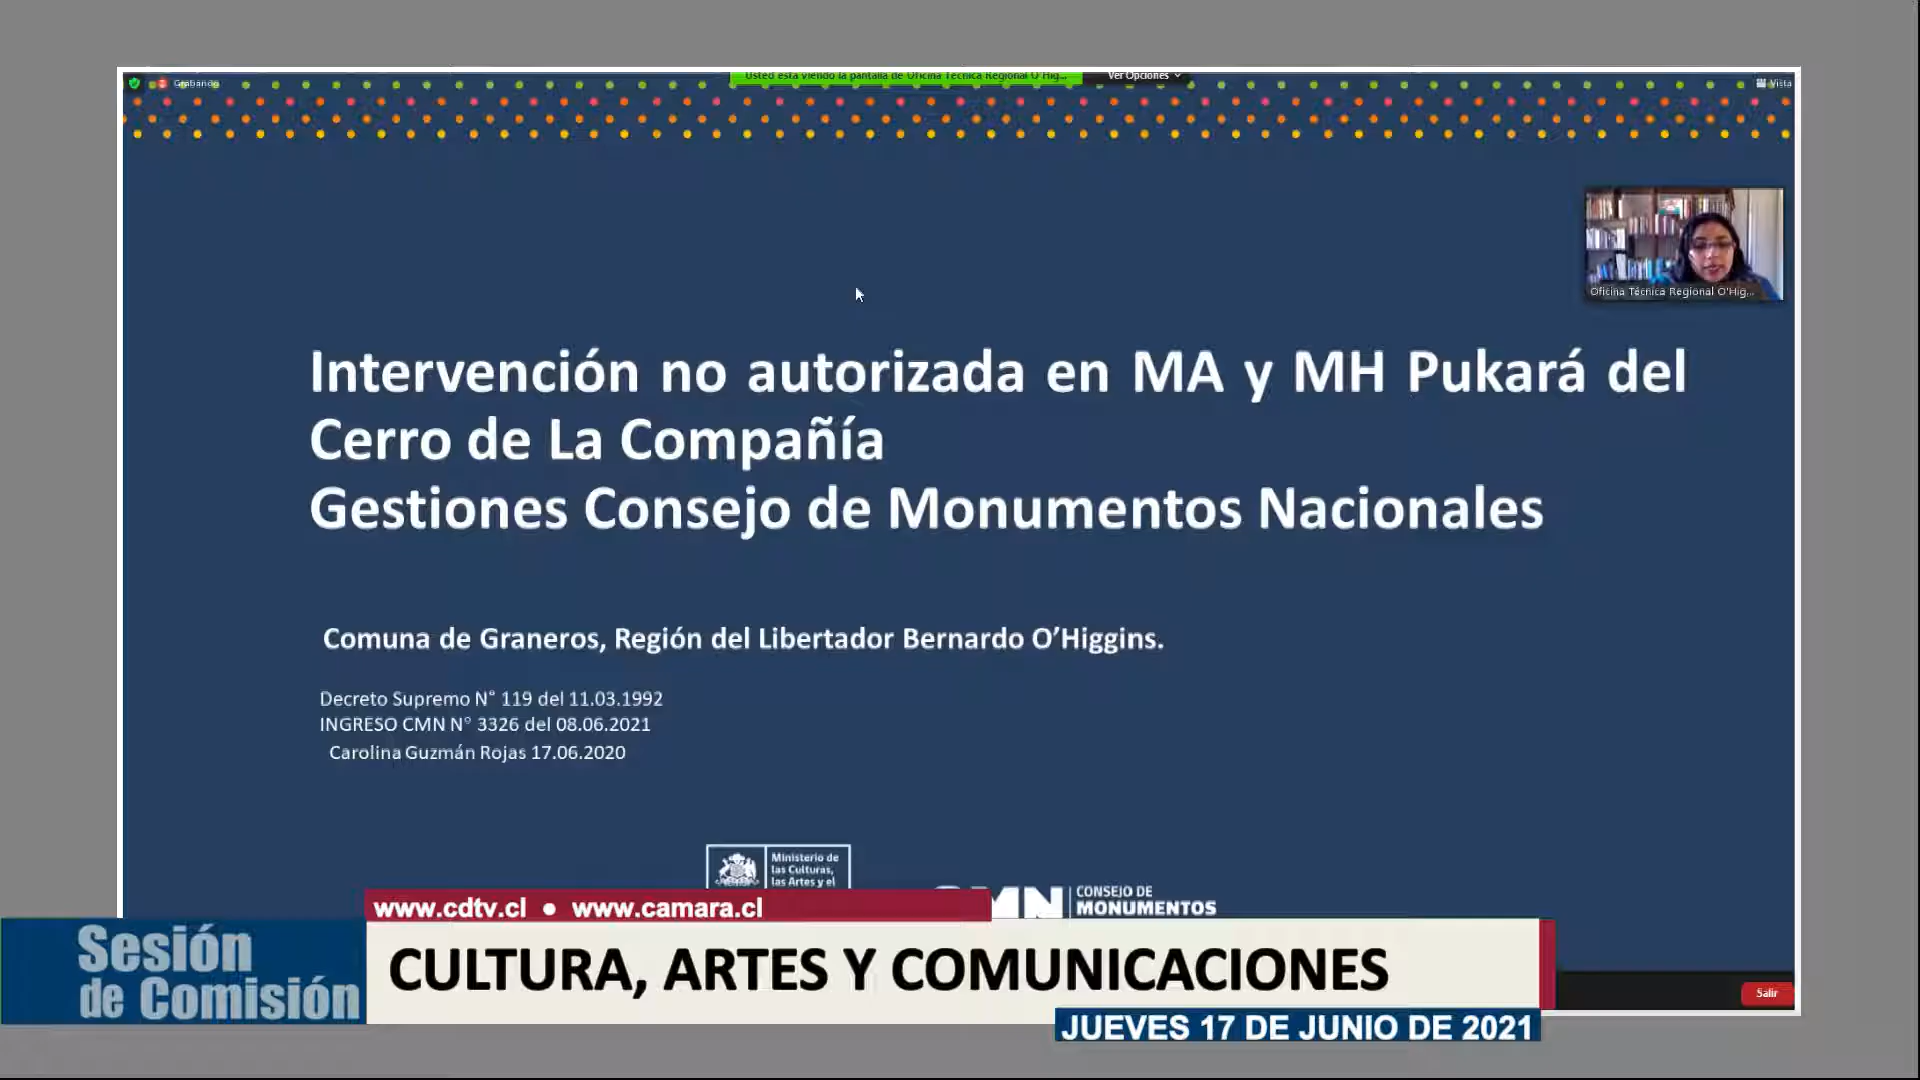 Grabando
Usted está viendo la pantalla de Oficina Técnica Regional O'Hig...
Ver Opciones
Vista
Oficina Técnica Regional O'Hig...
Intervención no autorizada en MA y MH Pukará del
Cerro de La Compañía
Gestiones Consejo de Monumentos Nacionales
Comuna de Graneros, Región del Libertador Bernardo O’Higgins.
Decreto Supremo N° 119 del 11.03.1992
INGRESO CMN N° 3326 del 08.06.2021
Carolina Guzmán Rojas 17.06.2020
Ministerio de
las Culturas,
las Artes y el
CMN
CONSEJO DE
MONUMENTOS
www.cdtv.cl • www.camara.cl
Sesión
de Comisión
CULTURA, ARTES Y COMUNICACIONES
Salir
JUEVES 17 DE JUNIO DE 2021